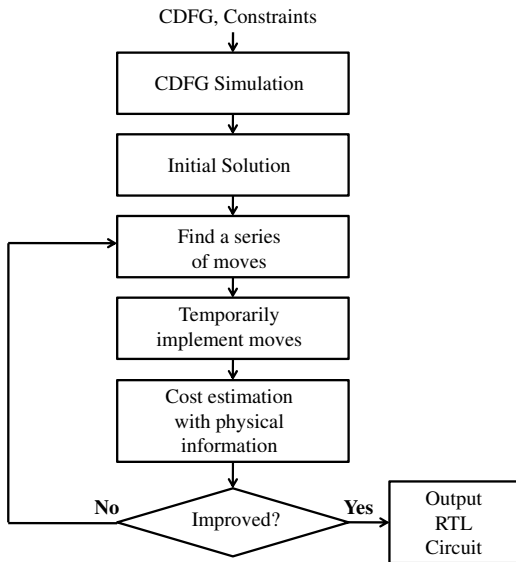 CDFG, Constraints
CDFG Simulation
Initial Solution
Find a series
of moves
Temporarily
implement moves
Cost estimation
with physical
information
No
Improved?
Yes
Output
RTL
Circuit